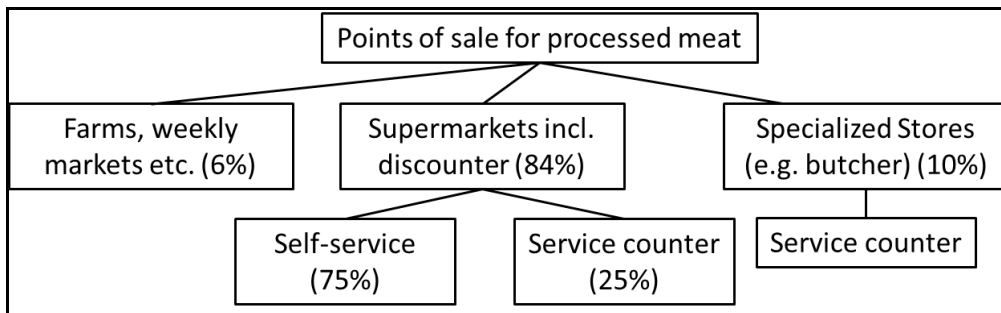 Points of sale for processed meat
Farms, weekly
markets etc. (6%)
Supermarkets incl.
discounter (84%)
Specialized Stores
(e.g. butcher) (10%)
Self-service
(75%)
Service counter
(25%)
Service counter